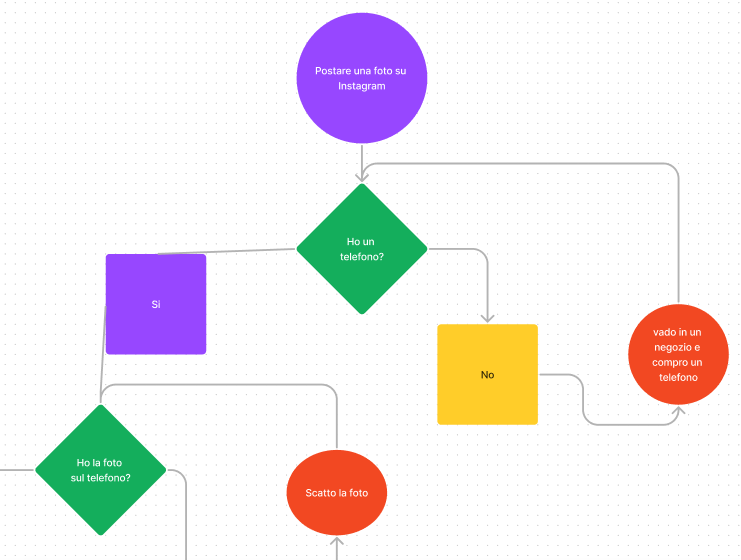 Postare una foto su
Instagram
Ho un
telefono?
Si
No
vado in un
negozio e
compro un
telefono
Ho la foto
sul telefono?
Scatto la foto